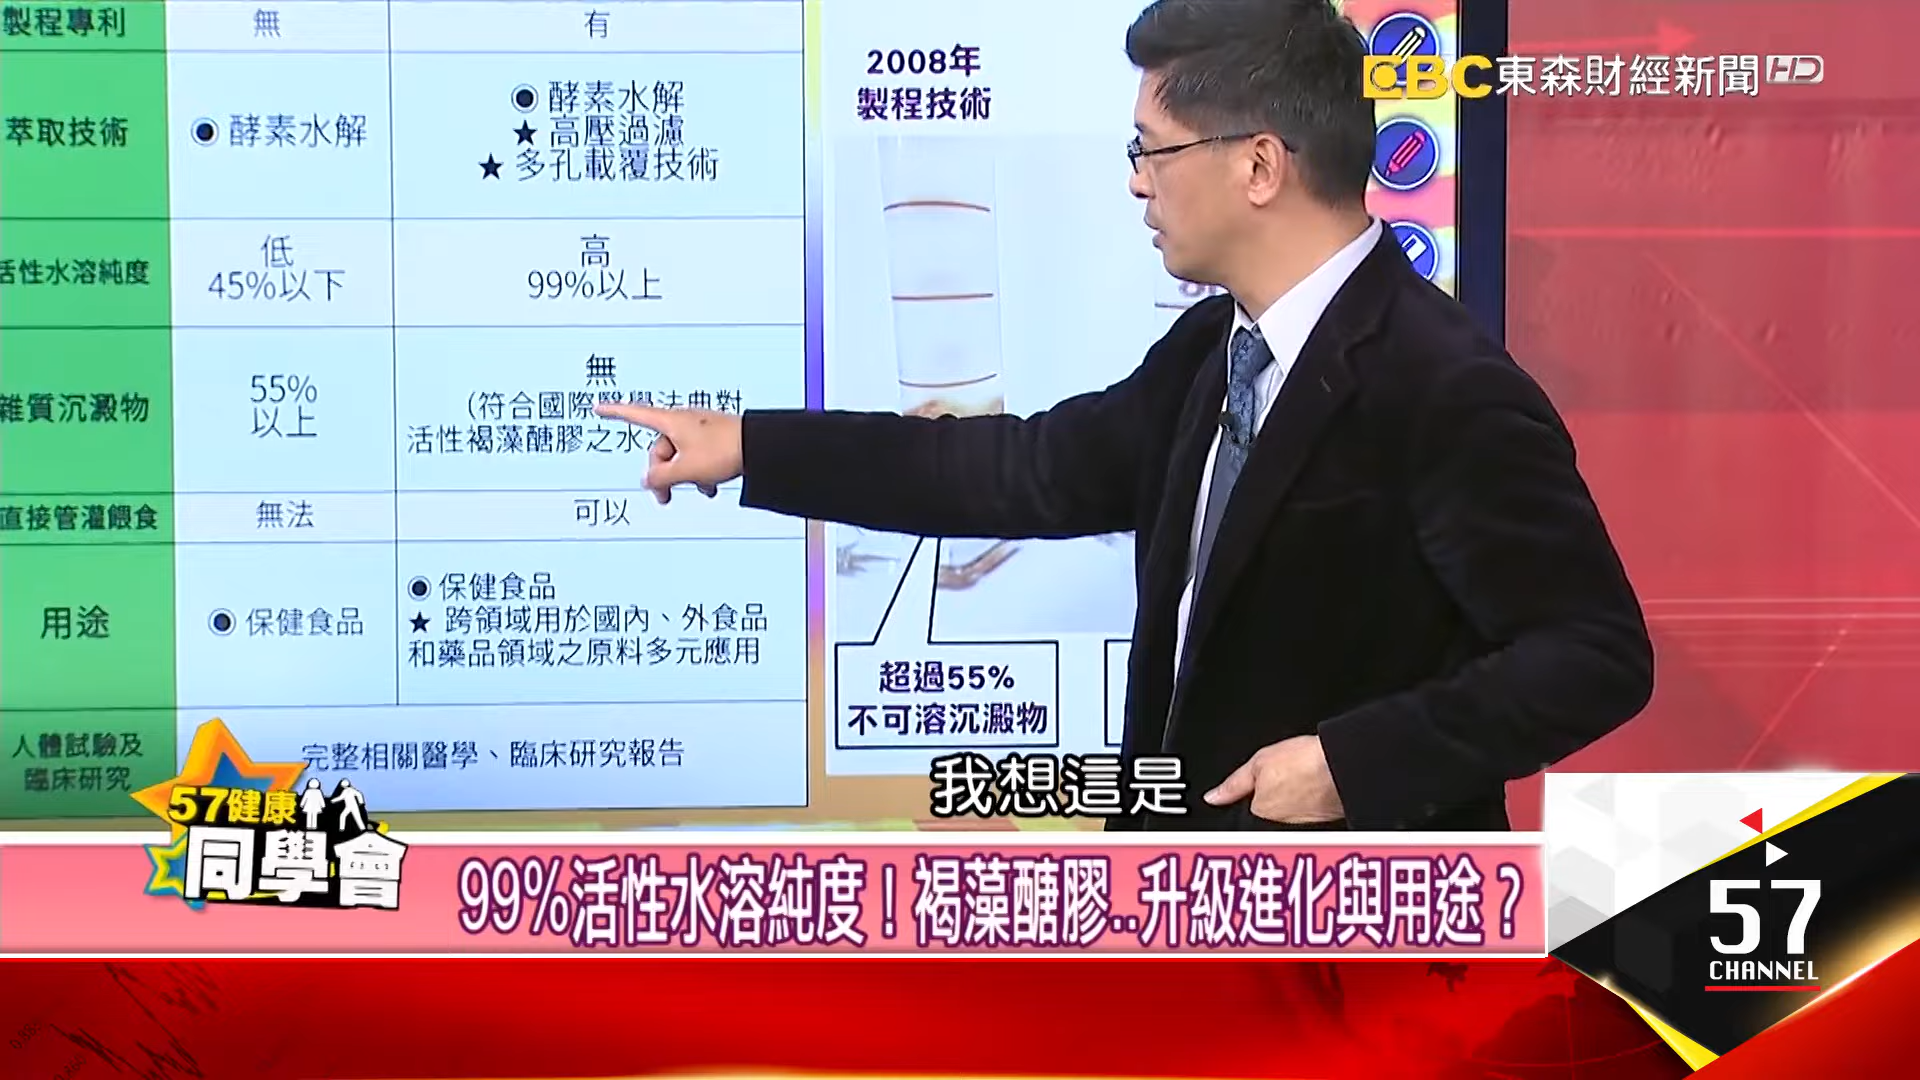 製程專利
無
有
萃取技術
◉ 酵素水解
◉ 酵素水解
★ 高壓過濾
★ 多孔載覆技術
活性水溶純度
低
45%以下
高
99%以上
雜質沉澱物
55%
以上
無
(符合國際醫學法典對
活性褐藻醣膠之水溶
直接管灌餵食
無法
可以
用途
◉ 保健食品
◉ 保健食品
★ 跨領域用於國內、外食品
和藥品領域之原料多元應用
人體試驗及
臨床研究
完整相關醫學、臨床研究報告
2008年
製程技術
超過55%
不可溶沉澱物
EBC東森財經新聞HD
我想這是
57健康
同學會
99%活性水溶純度！褐藻醣膠..升級進化與用途？
57
CHANNEL